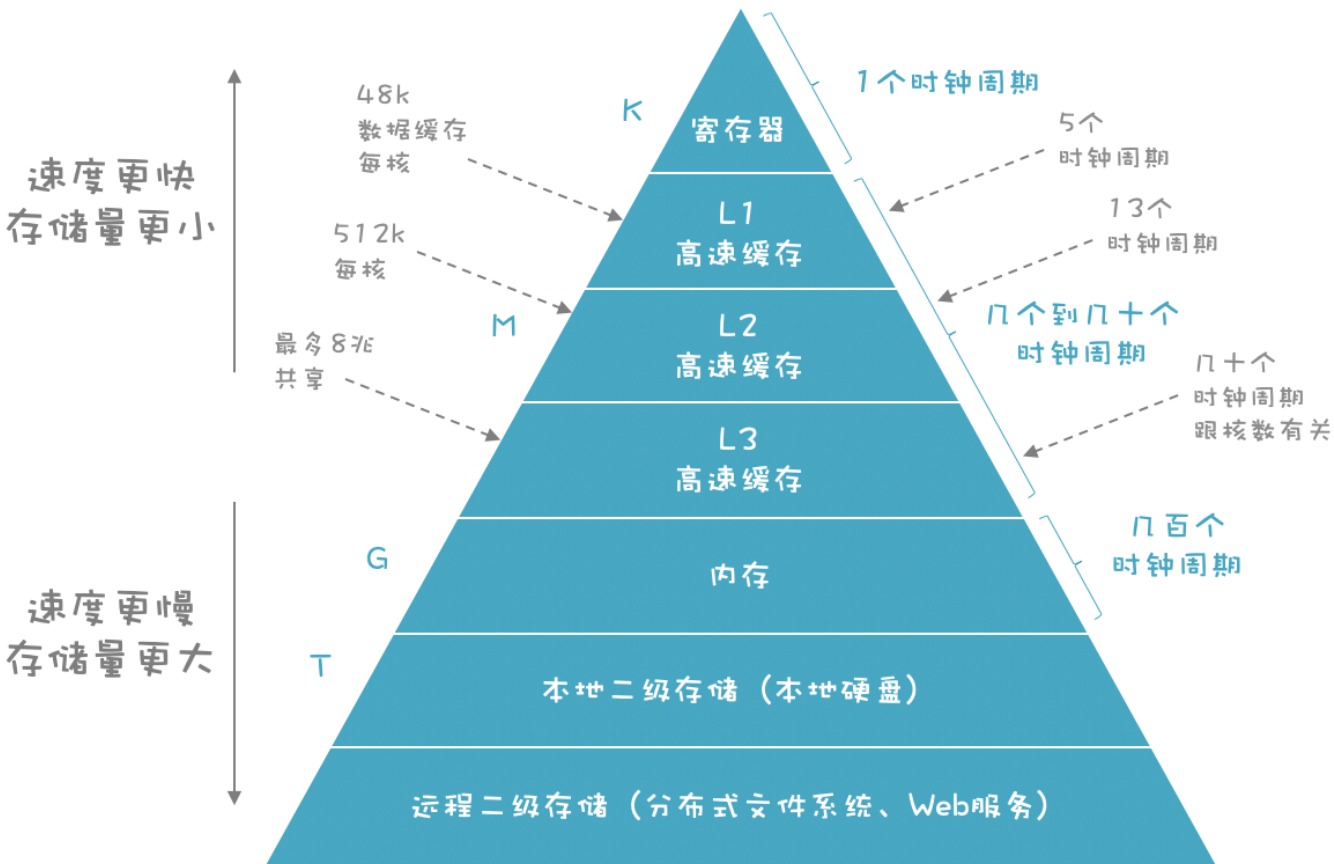 1个时钟周期
48k
数据缓存
每核
K
寄存器
5个
时钟周期
速度更快
存储量更小
L1
高速缓存
13个
时钟周期
512k
每核
M
L2
高速缓存
几个到几十个
时钟周期
最多8兆
共享
几十个
时钟周期
跟核数有关
L3
高速缓存
几百个
时钟周期
G
内存
速度更慢
存储量更大
T
本地二级存储（本地硬盘）
远程二级存储（分布式文件系统、Web服务）